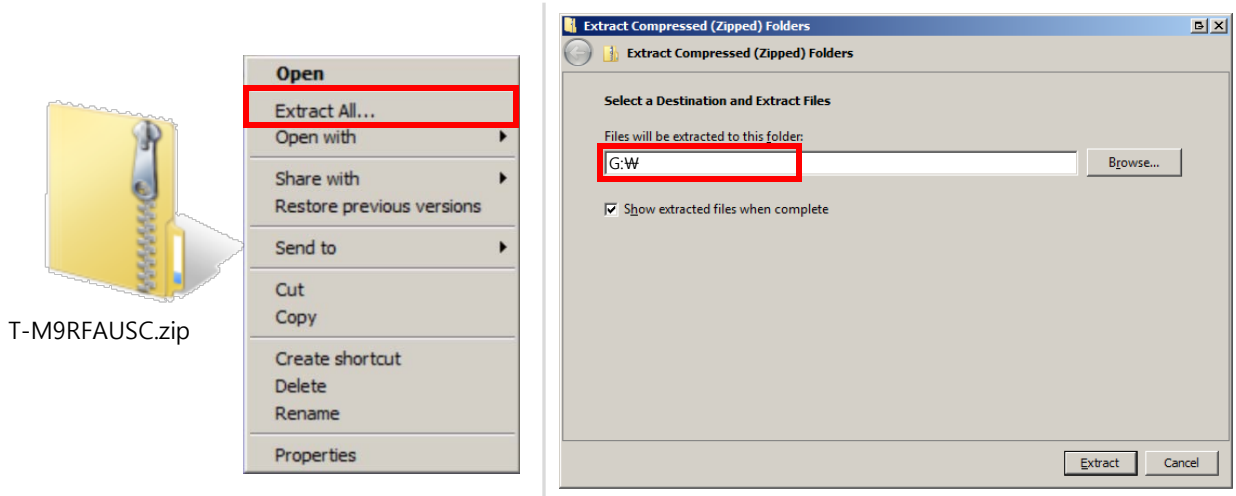 T-M9RFAUSC.zip
Open
Extract All...
Open with
Share with
Restore previous versions
Send to
Cut
Copy
Create shortcut
Delete
Rename
Properties
Extract Compressed (Zipped) Folders
Extract Compressed (Zipped) Folders
Select a Destination and Extract Files
Files will be extracted to this folder:
G:₩
Browse...
Show extracted files when complete
Extract
Cancel